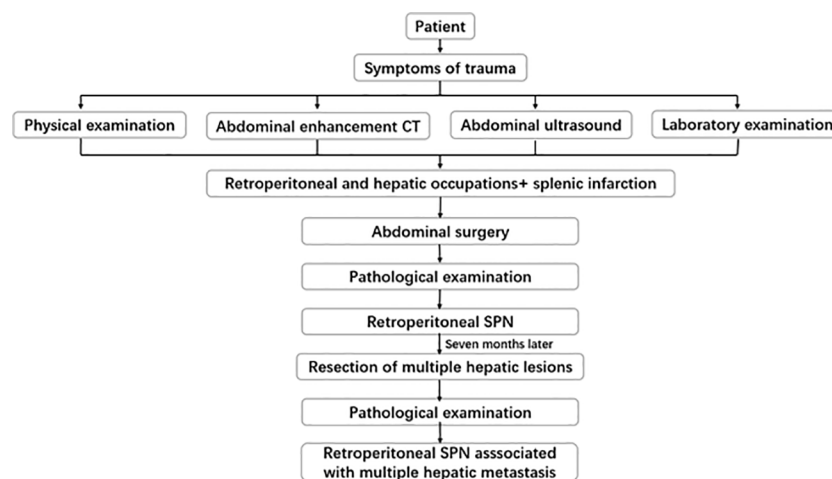 Patient
Symptoms of trauma
Physical examination
Abdominal enhancement CT
Abdominal ultrasound
Laboratory examination
Retroperitoneal and hepatic occupations+ splenic infarction
Abdominal surgery
Pathological examination
Retroperitoneal SPN
Seven months later
Resection of multiple hepatic lesions
Pathological examination
Retroperitoneal SPN asssociated
with multiple hepatic metastasis